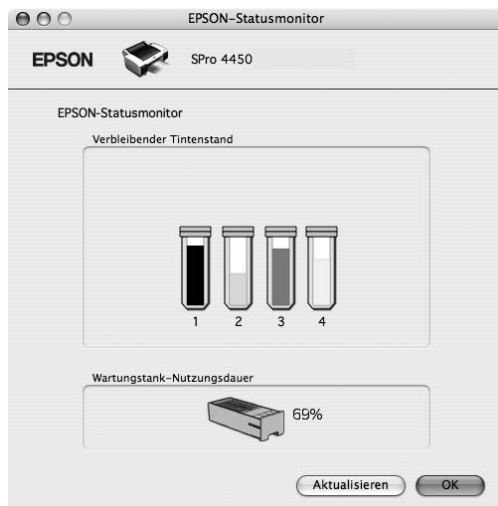 EPSON-Statusmonitor
EPSON
SPro 4450
EPSON-Statusmonitor
Verbleibender Tintenstand
1 2 3 4
Wartungstank-Nutzungsdauer
69%
Aktualisieren OK